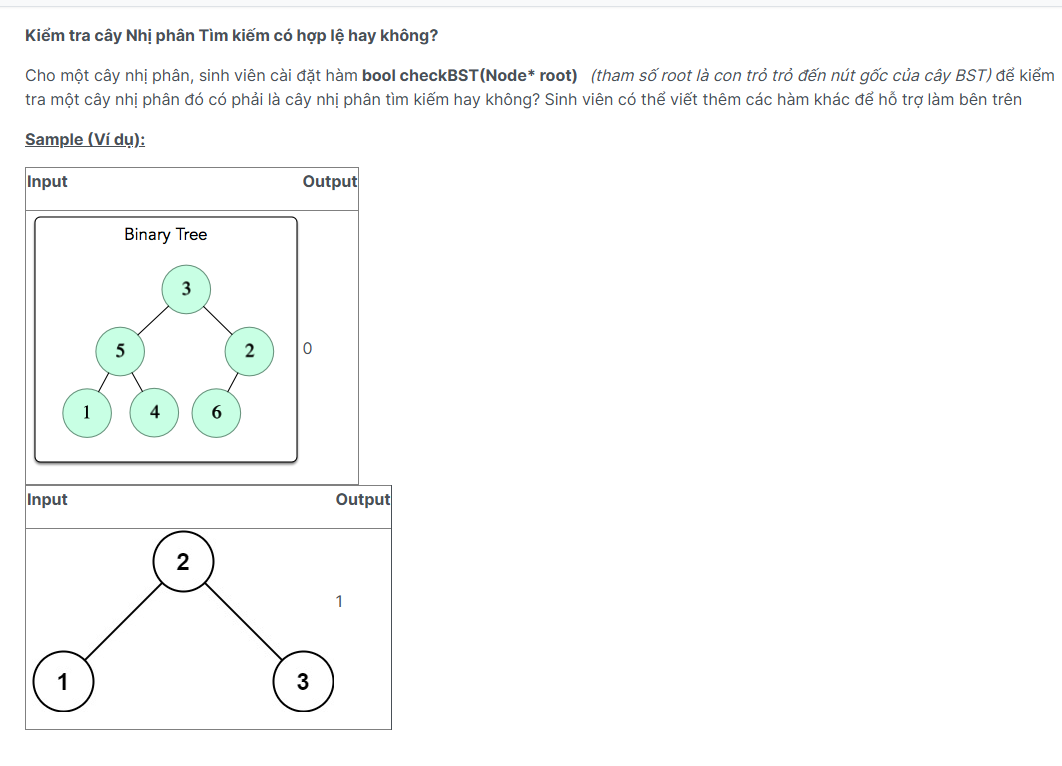 Kiểm tra cây Nhị phân Tìm kiếm có hợp lệ hay không?
Cho một cây nhị phân, sinh viên cài đặt hàm bool checkBST(Node* root) (tham số root là con trỏ trỏ đến nút gốc của cây BST) để kiểm
tra một cây nhị phân đó có phải là cây nhị phân tìm kiếm hay không? Sinh viên có thể viết thêm các hàm khác để hỗ trợ làm bên trên
Sample (Ví dụ):
Input Output
Binary Tree
3
5 2
0
1 4 6
Input Output
2
1
1 3